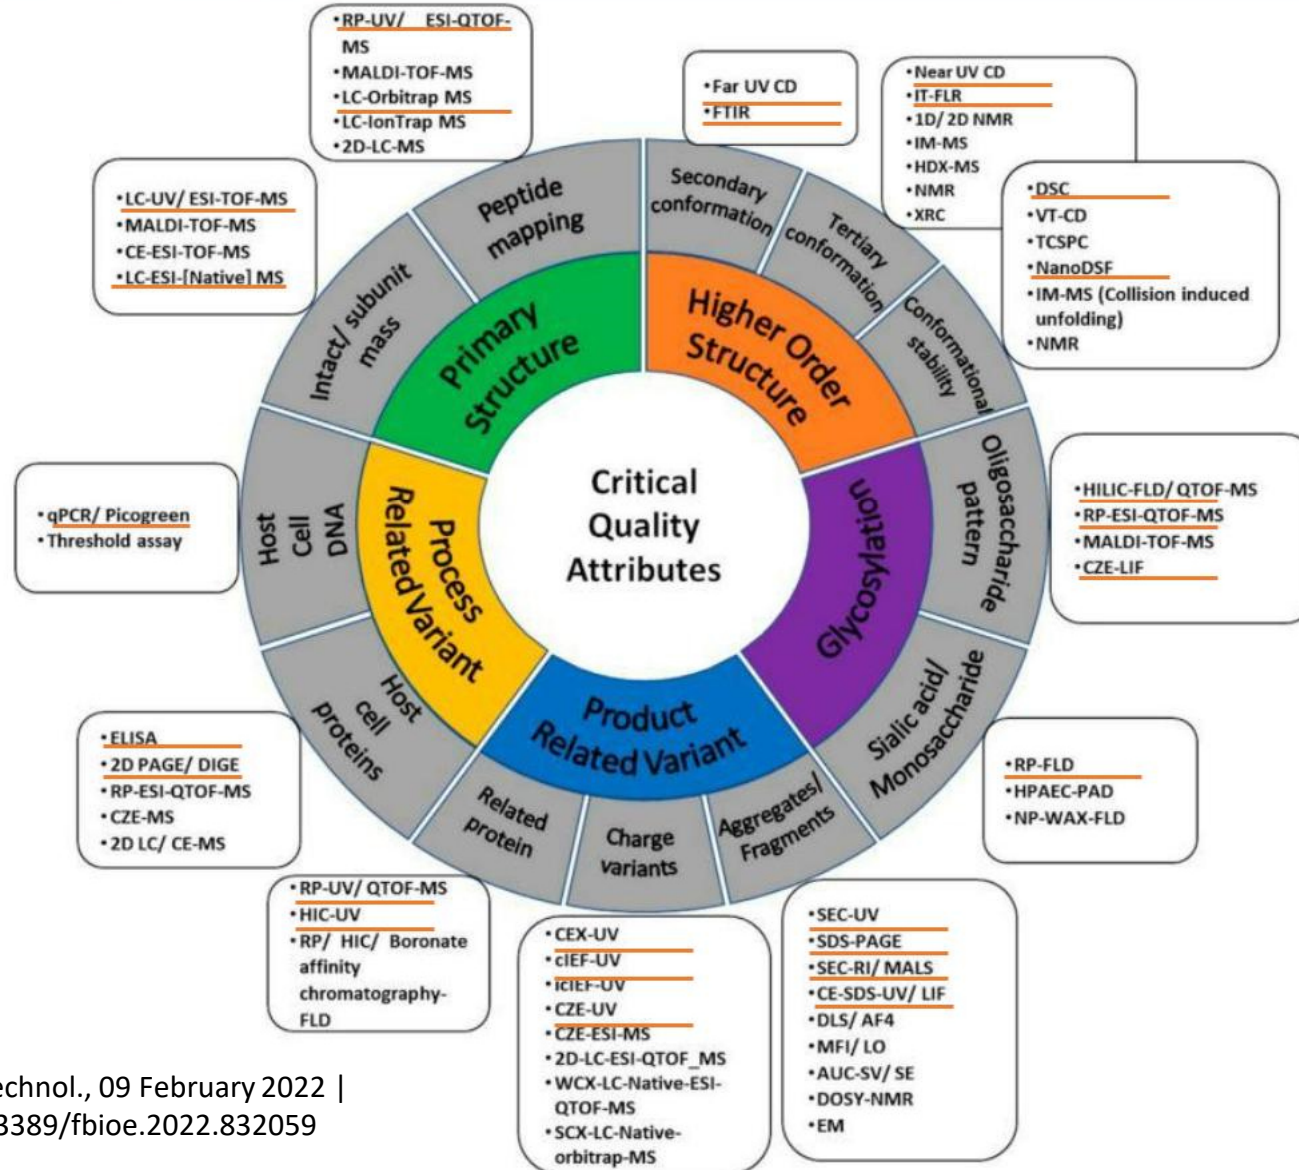 •RP-UV/ ESI-QTOF-
MS
•MALDI-TOF-MS
•LC-Orbitrap MS
•LC-IonTrap MS
•2D-LC-MS
•Far UV CD
•FTIR
•Near UV CD
•IT-FLR
•1D/ 2D NMR
•IM-MS
•HDX-MS
•NMR
•XRC
•DSC
•VT-CD
•TCSPC
•NanoDSF
•IM-MS (Collision induced
unfolding)
•NMR
•LC-UV/ ESI-TOF-MS
•MALDI-TOF-MS
•CE-ESI-TOF-MS
•LC-ESI-[Native] MS
Peptide
mapping
Secondary
conformation
Tertiary
conformation
Conformational
stability
Intact/ subunit
mass
Primary
Structure
Higher Order
Structure
Critical
Quality
Attributes
Oligosaccharide
pattern
•HILIC-FLD/ QTOF-MS
•RP-ESI-QTOF-MS
•MALDI-TOF-MS
•CZE-LIF
•qPCR/ Picogreen
•Threshold assay
Host
Cell
DNA
Process
Related Variant
Glycosylation
Host
cell
proteins
Product
Related Variant
Sialic acid/
Monosaccharide
•ELISA
•2D PAGE/ DIGE
•RP-ESI-QTOF-MS
•CZE-MS
•2D LC/ CE-MS
Related
protein
Charge
variants
Aggregates/
Fragments
•RP-FLD
•HPAEC-PAD
•NP-WAX-FLD
•RP-UV/ QTOF-MS
•HIC-UV
•RP/ HIC/ Boronate
affinity
chromatography-
FLD
•CEX-UV
•cIEF-UV
•icIEF-UV
•CZE-UV
•CZE-ESI-MS
•2D-LC-ESI-QTOF_MS
•WCX-LC-Native-ESI-
QTOF-MS
•SCX-LC-Native-
orbitrap-MS
•SEC-UV
•SDS-PAGE
•SEC-RI/ MALS
•CE-SDS-UV/ LIF
•DLS/ AF4
•MFI/ LO
•AUC-SV/ SE
•DOSY-NMR
•EM
echnol., 09 February 2022 |
3389/fbioe.2022.832059